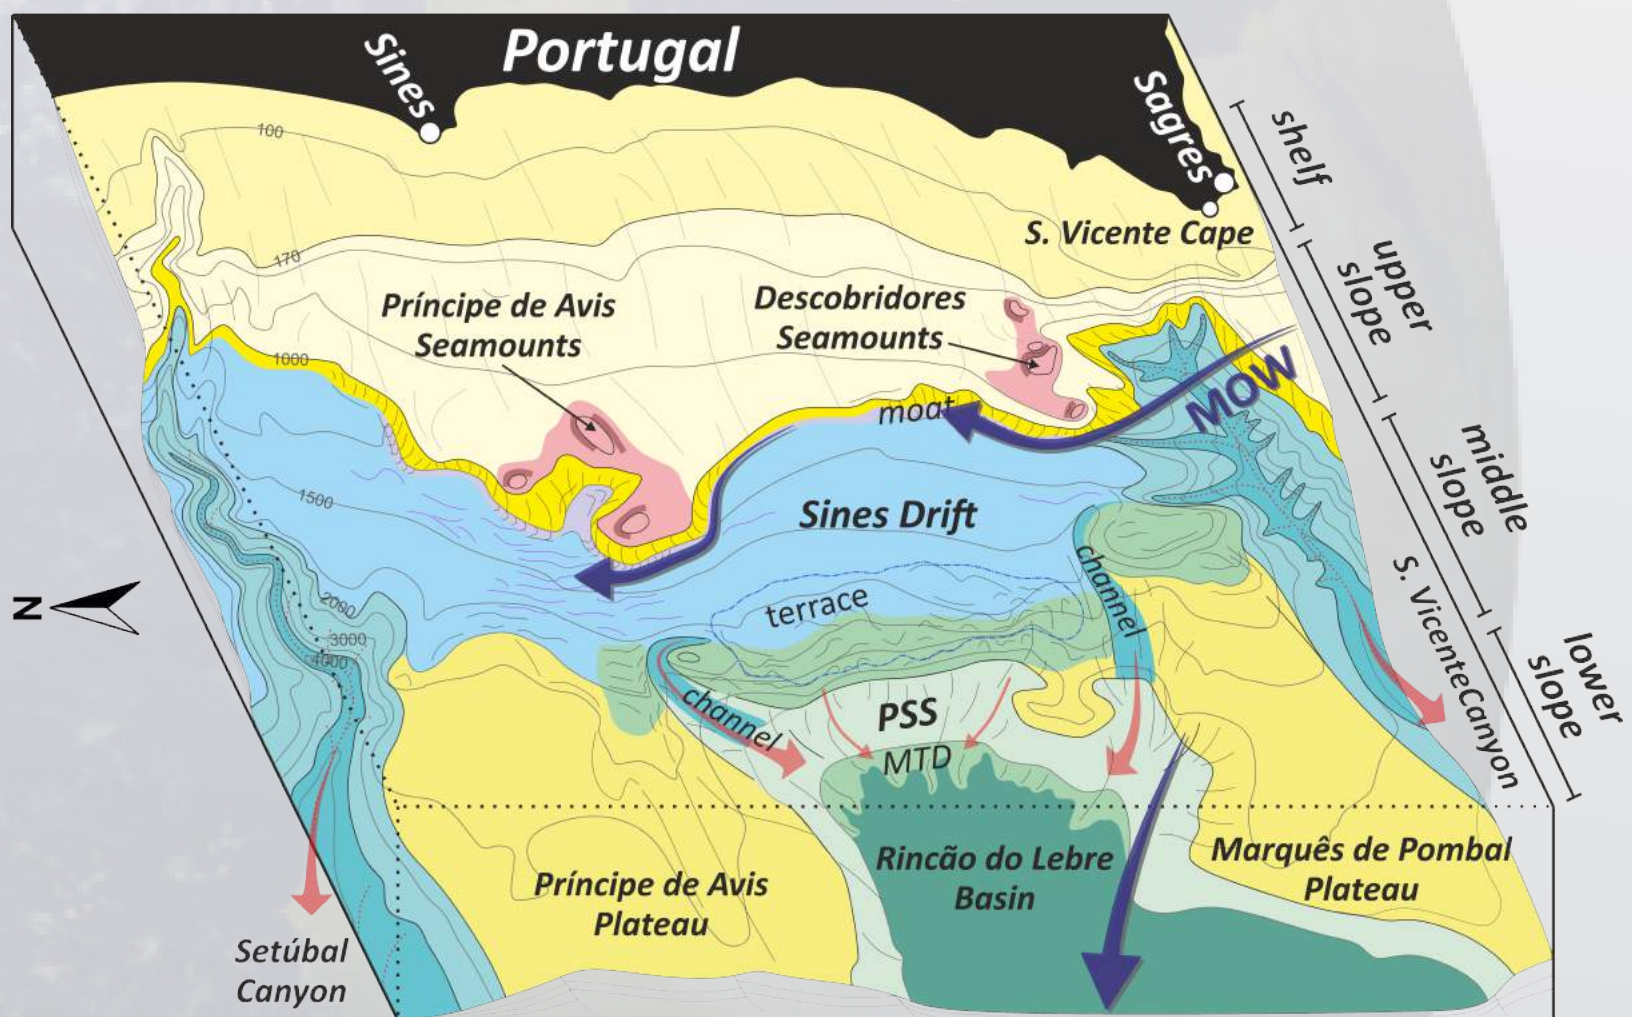 Portugal
Sines
Sagres
shelf
100
S. Vicente Cape
170
upper
slope
Príncipe de Avis
Seamounts
Descobridores
Seamounts
1000
MOW
moat
middle
slope
1500
Sines Drift
channel
S. VicenteCanyon
N
2000
terrace
3000
4000
lower
slope
channel
PSS
MTD
Rincão do Lebre
Basin
Marquês de Pombal
Plateau
Príncipe de Avis
Plateau
Setúbal
Canyon